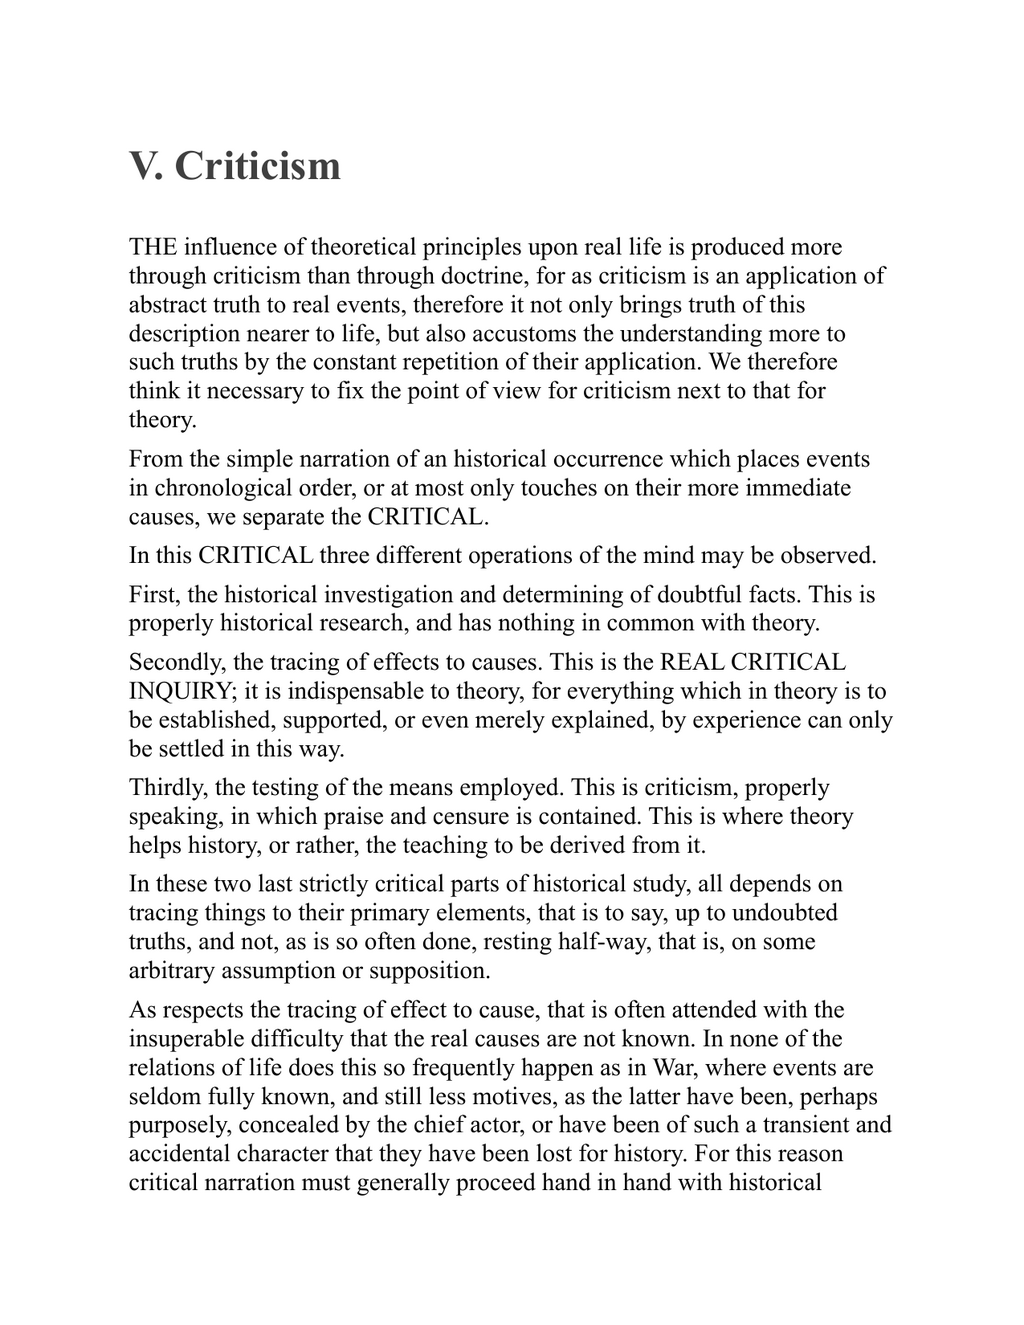 V. Criticism
THE influence of theoretical principles upon real life is produced more
through criticism than through doctrine, for as criticism is an application of
abstract truth to real events, therefore it not only brings truth of this
description nearer to life, but also accustoms the understanding more to
such truths by the constant repetition of their application. We therefore
think it necessary to fix the point of view for criticism next to that for
theory.
From the simple narration of an historical occurrence which places events
in chronological order, or at most only touches on their more immediate
causes, we separate the CRITICAL.
In this CRITICAL three different operations of the mind may be observed.
First, the historical investigation and determining of doubtful facts. This is
properly historical research, and has nothing in common with theory.
Secondly, the tracing of effects to causes. This is the REAL CRITICAL
INQUIRY; it is indispensable to theory, for everything which in theory is to
be established, supported, or even merely explained, by experience can only
be settled in this way.
Thirdly, the testing of the means employed. This is criticism, properly
speaking, in which praise and censure is contained. This is where theory
helps history, or rather, the teaching to be derived from it.
In these two last strictly critical parts of historical study, all depends on
tracing things to their primary elements, that is to say, up to undoubted
truths, and not, as is so often done, resting half-way, that is, on some
arbitrary assumption or supposition.
As respects the tracing of effect to cause, that is often attended with the
insuperable difficulty that the real causes are not known. In none of the
relations of life does this so frequently happen as in War, where events are
seldom fully known, and still less motives, as the latter have been, perhaps
purposely, concealed by the chief actor, or have been of such a transient and
accidental character that they have been lost for history. For this reason
critical narration must generally proceed hand in hand with historical